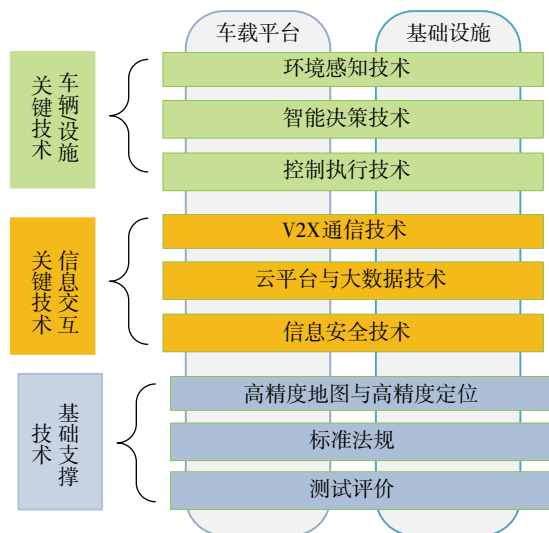 车载平台
基础设施
车辆/设施
关键技术
环境感知技术
智能决策技术
控制执行技术
信息交互
关键技术
V2X通信技术
云平台与大数据技术
信息安全技术
基础支撑
技术
高精度地图与高精度定位
标准法规
测试评价